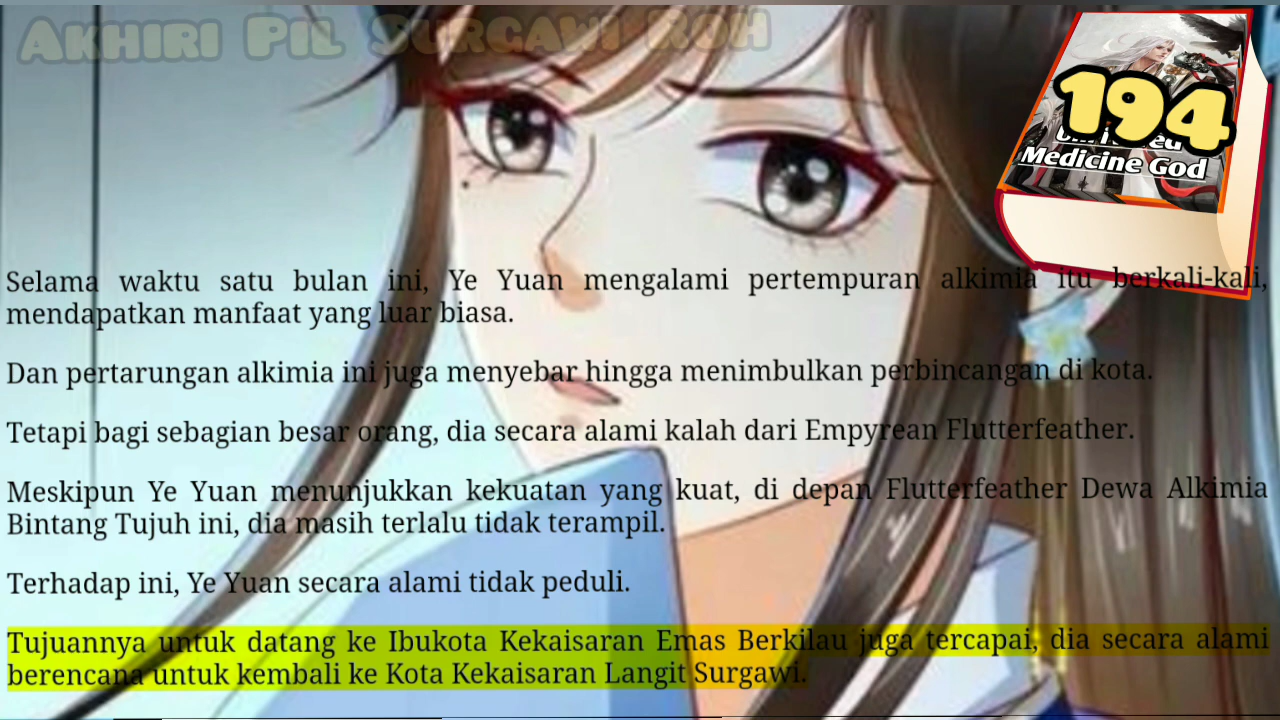 Akhiri Pil Surgawi Roh
194
Medicine God
Selama waktu satu bulan ini, Ye Yuan mengalami pertempuran alkimia itu berkali-kali,
mendapatkan manfaat yang luar biasa.
Dan pertarungan alkimia ini juga menyebar hingga menimbulkan perbincangan di kota.
Tetapi bagi sebagian besar orang, dia secara alami kalah dari Empyrean Flutterfeather.
Meskipun Ye Yuan menunjukkan kekuatan yang kuat, di depan Flutterfeather Dewa Alkimia
Bintang Tujuh ini, dia masih terlalu tidak terampil.
Terhadap ini, Ye Yuan secara alami tidak peduli.
Tujuannya untuk datang ke Ibukota Kekaisaran Emas Berkilau juga tercapai, dia secara alami
berencana untuk kembali ke Kota Kekaisaran Langit Surgawi.